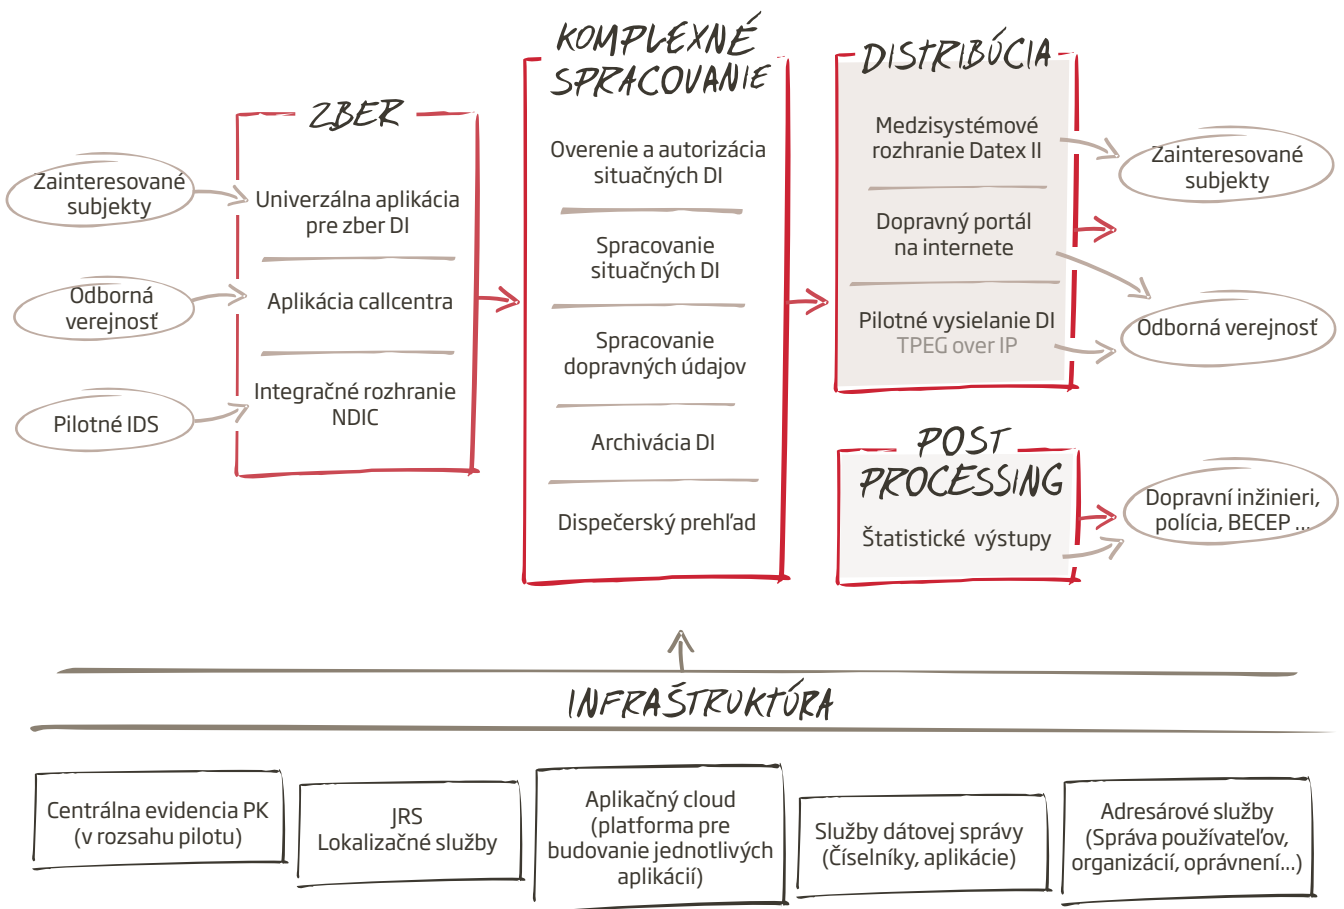 ZBER
Zainteresované
subjekty
Odborná
verejnosť
Pilotné IDS
Univerzálna aplikácia
pre zber DI
Aplikácia callcentra
Integračné rozhranie
NDIC
KOMPLEXNÉ
SPRACOVANIE
Overenie a autorizácia
situačných DI
Spracovanie
situačných DI
Spracovanie
dopravných údajov
Archivácia DI
Dispečerský prehľad
DISTRIBÚCIA
Medzisystémové
rozhranie Datex II
Dopravný portál
na internete
Pilotné vysielanie DI
TPEG over IP
Zainteresované
subjekty
Odborná verejnosť
POST
PROCESSING
Štatistické výstupy
Dopravní inžinieri,
polícia, BECEP ...
INFRAŠTRUKTÚRA
Centrálna evidencia PK
(v rozsahu pilotu)
JRS
Lokalizačné služby
Aplikačný cloud
(platforma pre
budovanie jednotlivých
aplikácií)
Služby dátovej správy
(Číselníky, aplikácie)
Adresárové služby
(Správa používateľov,
organizácií, oprávnení...)